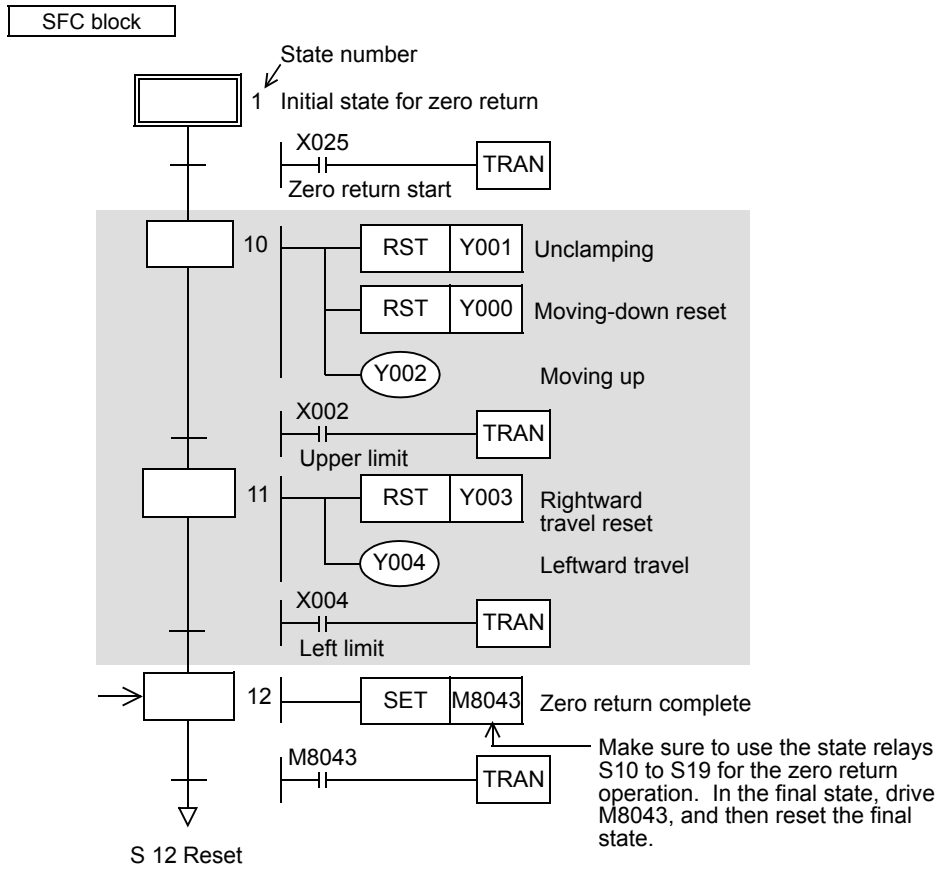 SFC block
State number
1 Initial state for zero return
X025
TRAN
Zero return start
10
RST Y001 Unclamping
RST Y000 Moving-down reset
Y002 Moving up
X002
TRAN
Upper limit
11
RST Y003 Rightward
travel reset
Y004 Leftward travel
X004
TRAN
Left limit
12 SET M8043 Zero return complete
M8043
TRAN
Make sure to use the state relays
S10 to S19 for the zero return
operation. In the final state, drive
M8043, and then reset the final
state.
S 12 Reset